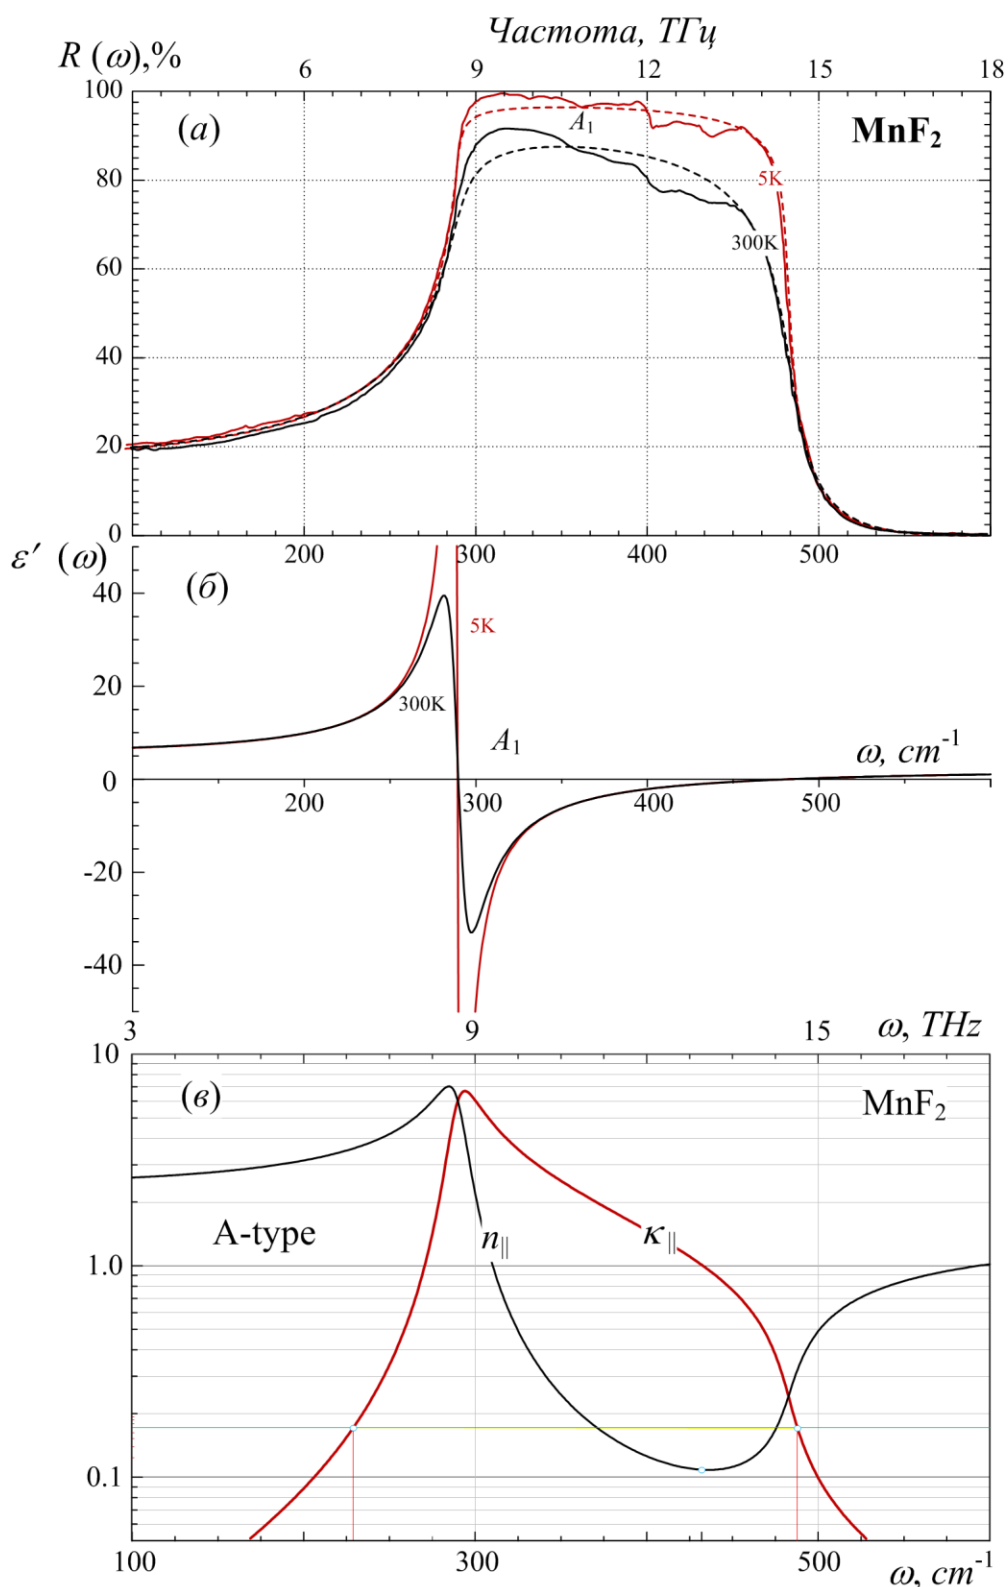 Частота, ТГц
R (ω),% 6 9 12 15 18
100
(а) A₁ MnF₂
80
5K
300K
60
40
20
0
200 300 400 500
ε′ (ω)
(б)
40
5K
20
300K
A₁ ω, cm⁻¹
0
200 300 400 500
-20
-40
3 9 15 ω, THz
10
(в) MnF₂
A-type n|| κ||
1.0
0.1
100 300 500 -1
ω, cm